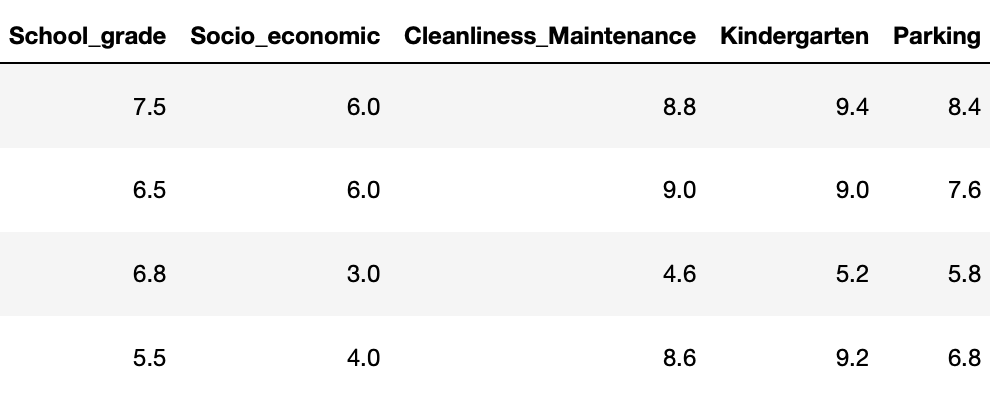 School_grade Socio_economic Cleanliness_Maintenance Kindergarten Parking
7.5 6.0 8.8 9.4 8.4
6.5 6.0 9.0 9.0 7.6
6.8 3.0 4.6 5.2 5.8
5.5 4.0 8.6 9.2 6.8